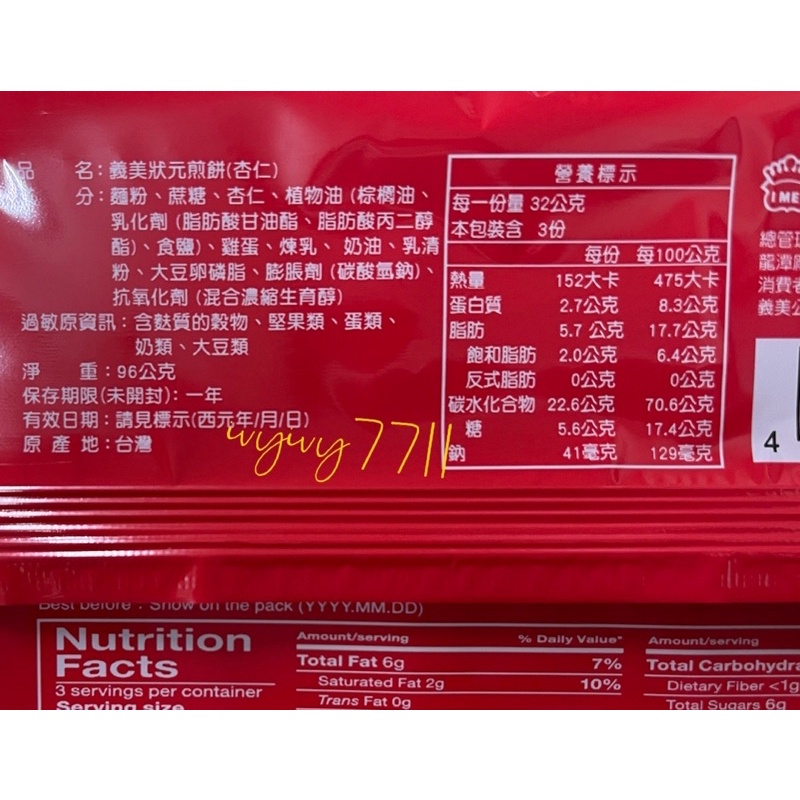 品 名：義美狀元煎餅(杏仁)
分：麵粉、蔗糖、杏仁、植物油 (棕櫚油、
乳化劑 (脂肪酸甘油酯、脂肪酸丙二醇
酯)、食鹽)、雞蛋、煉乳、 奶油、乳清
粉、大豆卵磷脂、膨脹劑 (碳酸氫鈉)、
抗氧化劑 (混合濃縮生育醇)
過敏原資訊：含麩質的穀物、堅果類、蛋類、
奶類、大豆類
淨 重：96公克
保存期限(未開封)：一年
有效日期：請見標示(西元年/月/日)
原 產 地：台灣
wywy7711
營養標示
每一份量 32公克
本包裝含 3份
每份 每100公克
熱量 152大卡 475大卡
蛋白質 2.7公克 8.3公克
脂肪 5.7 公克 17.7公克
飽和脂肪 2.0公克 6.4公克
反式脂肪 0公克 0公克
碳水化合物 22.6公克 70.6公克
糖 5.6公克 17.4公克
鈉 41毫克 129毫克
I ME
總管理
龍潭
消費者
義美公
4
Best before : Show on the pack (YYYY.MM.DD)
Nutrition
Facts
3 servings per container
Serving size
Amount/serving % Daily Value*
Total Fat 6g 7%
Saturated Fat 2g 10%
Trans Fat 0g
Amount/serving
Total Carbohydra
Dietary Fiber <1g
Total Sugars 6g